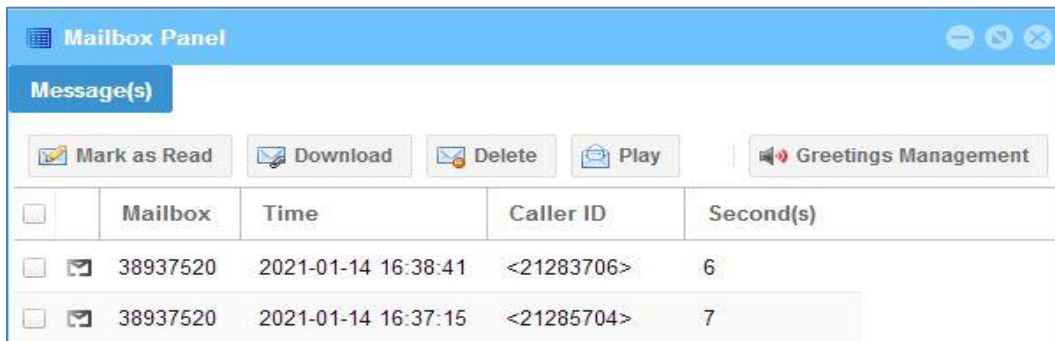 Mailbox Panel
Message(s)
Mark as Read Download Delete Play Greetings Management
Mailbox Time Caller ID Second(s)
38937520 2021-01-14 16:38:41 <21283706> 6
38937520 2021-01-14 16:37:15 <21285704> 7